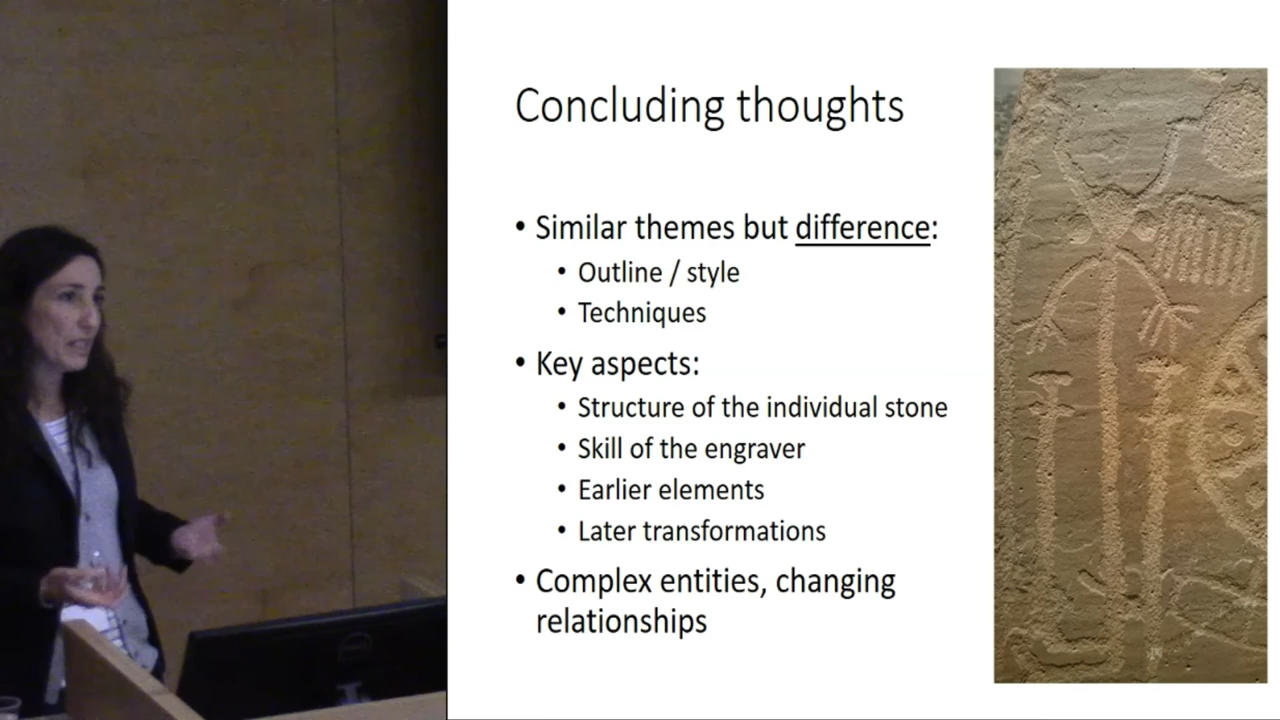 Concluding thoughts
• Similar themes but difference:
• Outline / style
• Techniques
• Key aspects:
• Structure of the individual stone
• Skill of the engraver
• Earlier elements
• Later transformations
• Complex entities, changing
relationships